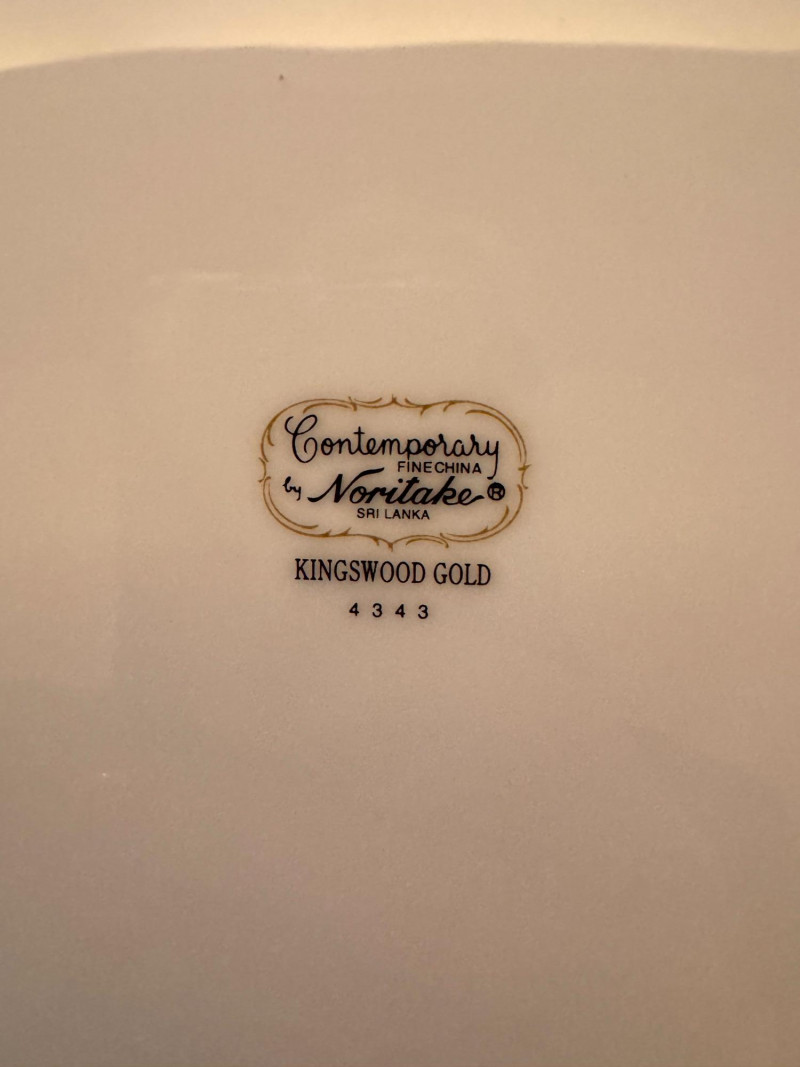 Contemporary
FINE CHINA
by Noritake®
SRI LANKA
KINGSWOOD GOLD
4343